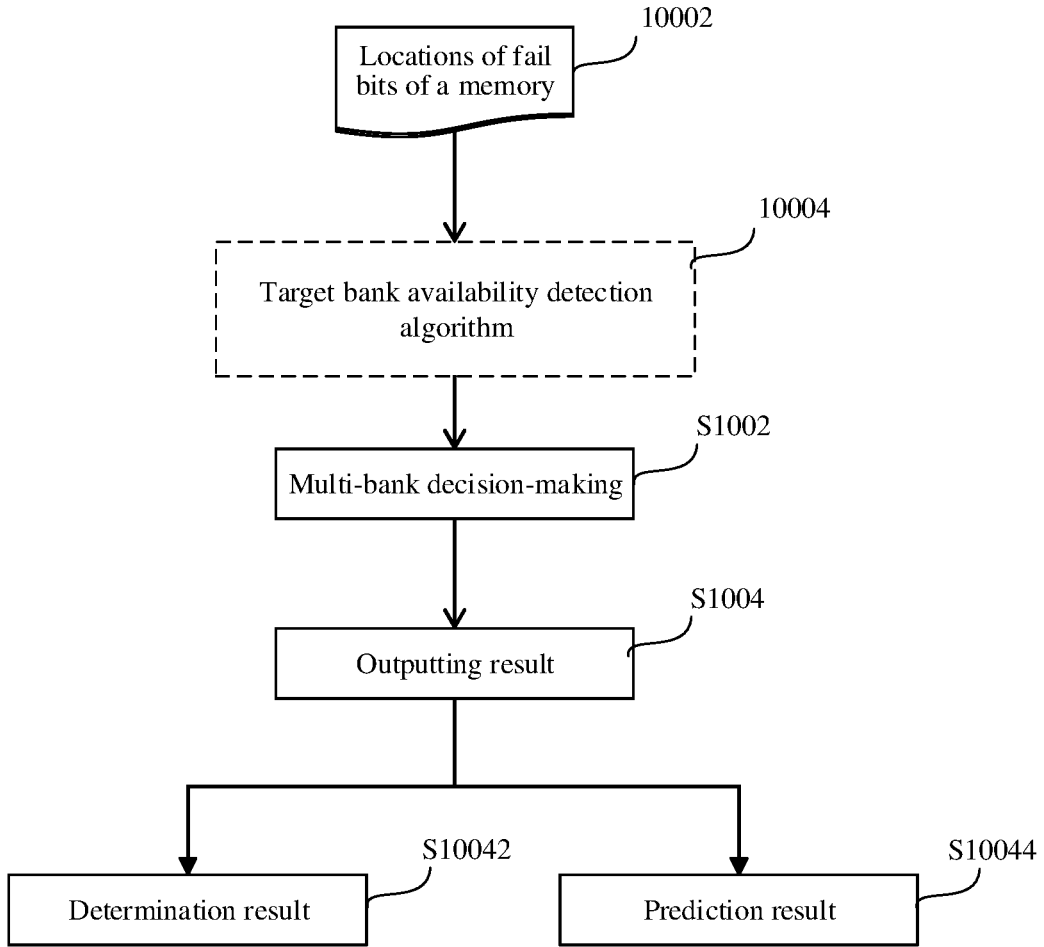 10002
Locations of fail
bits of a memory
10004
Target bank availability detection
algorithm
S1002
Multi-bank decision-making
S1004
Outputting result
S10042
S10044
Determination result
Prediction result